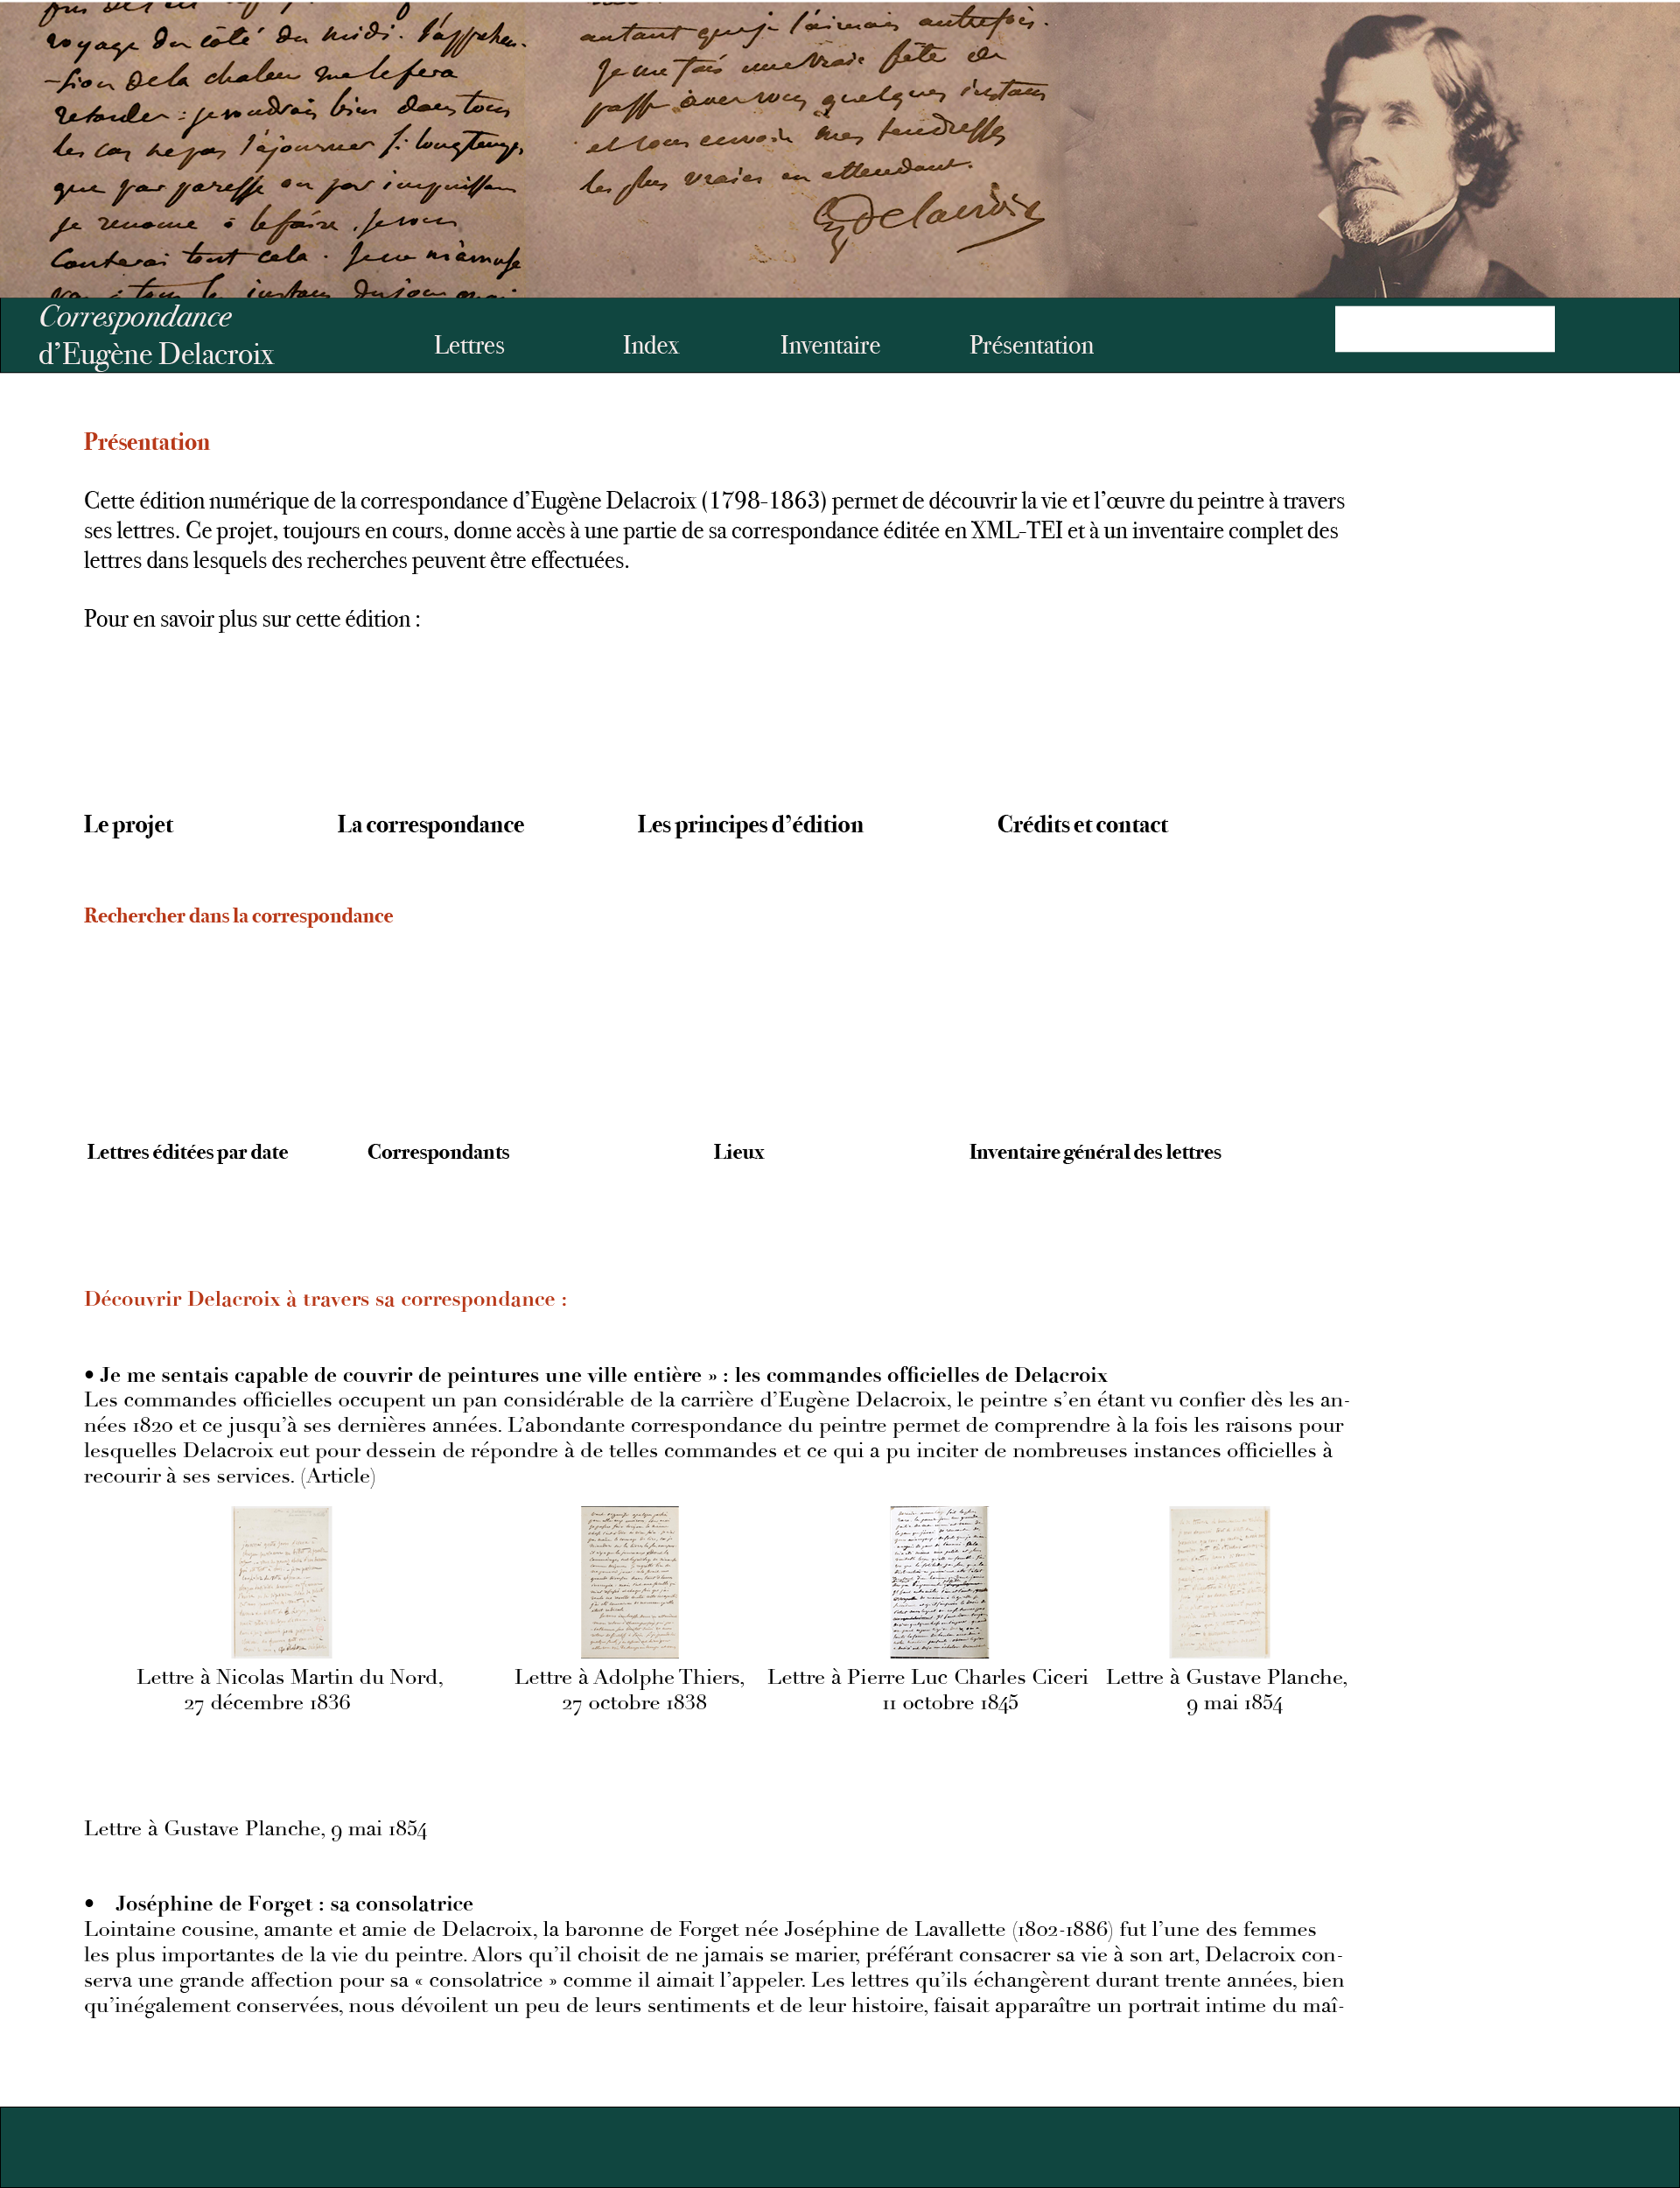 voyage du côté du midi. l'appréhen-
-sion de la chaleur me le fera
retarder : je voudrais bien dans tous
les cas ne pas l'ajourner si longtemps
que par paresse ou par impuissance
je renonce à le faire. Je vous
conterai tout cela. Je ne m'amuse
autant que je l'aimais autrefois.
Je me fais une vraie fête de
passer avec vous quelques instans
et vous envoie mes tendresses
les plus vraies en attendant.
EugDelacroix
Correspondance
d’Eugène Delacroix
Lettres Index Inventaire Présentation
Présentation
Cette édition numérique de la correspondance d’Eugène Delacroix (1798-1863) permet de découvrir la vie et l’œuvre du peintre à travers
ses lettres. Ce projet, toujours en cours, donne accès à une partie de sa correspondance éditée en XML-TEI et à un inventaire complet des
lettres dans lesquels des recherches peuvent être effectuées.
Pour en savoir plus sur cette édition :
Le projet La correspondance Les principes d’édition Crédits et contact
Rechercher dans la correspondance
Lettres éditées par date Correspondants Lieux Inventaire général des lettres
Découvrir Delacroix à travers sa correspondance :
• Je me sentais capable de couvrir de peintures une ville entière » : les commandes officielles de Delacroix
Les commandes officielles occupent un pan considérable de la carrière d’Eugène Delacroix, le peintre s’en étant vu confier dès les an-
nées 1820 et ce jusqu’à ses dernières années. L’abondante correspondance du peintre permet de comprendre à la fois les raisons pour
lesquelles Delacroix eut pour dessein de répondre à de telles commandes et ce qui a pu inciter de nombreuses instances officielles à
recourir à ses services. (Article)
Lettre à Nicolas Martin du Nord,
27 décembre 1836
Lettre à Adolphe Thiers,
27 octobre 1838
Lettre à Pierre Luc Charles Ciceri
11 octobre 1845
Lettre à Gustave Planche,
9 mai 1854
Lettre à Gustave Planche, 9 mai 1854
• Joséphine de Forget : sa consolatrice
Lointaine cousine, amante et amie de Delacroix, la baronne de Forget née Joséphine de Lavallette (1802-1886) fut l’une des femmes
les plus importantes de la vie du peintre. Alors qu’il choisit de ne jamais se marier, préférant consacrer sa vie à son art, Delacroix con-
serva une grande affection pour sa « consolatrice » comme il aimait l’appeler. Les lettres qu’ils échangèrent durant trente années, bien
qu’inégalement conservées, nous dévoilent un peu de leurs sentiments et de leur histoire, faisait apparaître un portrait intime du maî-